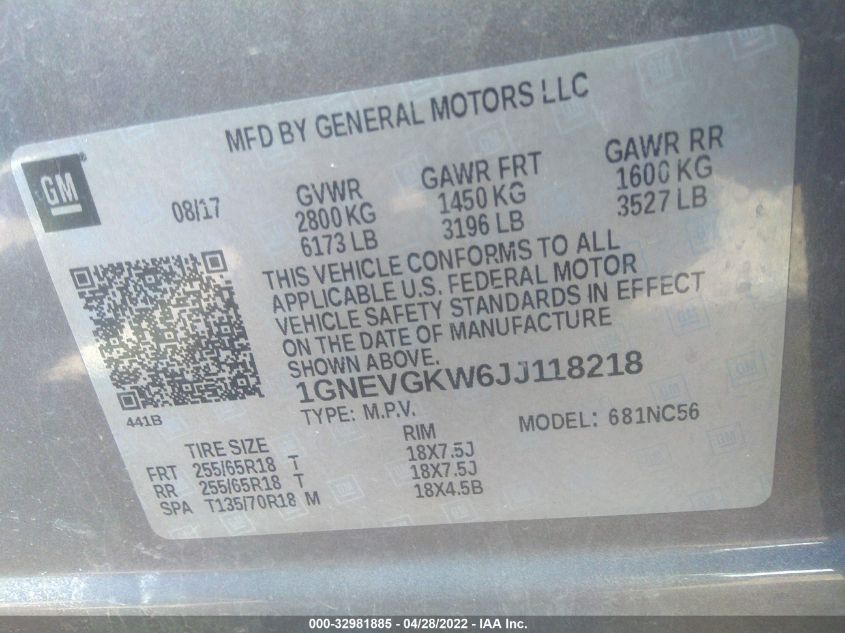 MFD BY GENERAL MOTORS LLC
GM
08/17
GVWR
2800 KG
6173 LB
GAWR FRT
1450 KG
3196 LB
GAWR RR
1600 KG
3527 LB
THIS VEHICLE CONFORMS TO ALL
APPLICABLE U.S. FEDERAL MOTOR
VEHICLE SAFETY STANDARDS IN EFFECT
ON THE DATE OF MANUFACTURE
SHOWN ABOVE.
1GNEVGKW6JJ118218
441B
TYPE: M.P.V.
MODEL: 681NC56
TIRE SIZE RIM
FRT 255/65R18 T 18X7.5J
RR 255/65R18 T 18X7.5J
SPA T135/70R18 M 18X4.5B
000-32981885 - 04/28/2022 - IAA Inc.